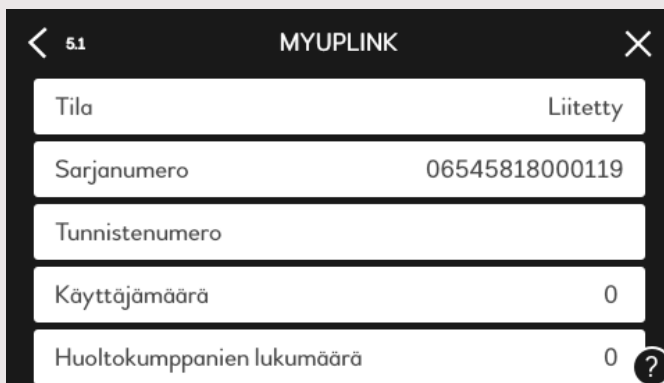 5.1 MYUPLINK
Tila Liitetty
Sarjanumero 06545818000119
Tunnistenumero
Käyttäjämäärä 0
Huoltokumppanien lukumäärä 0
?